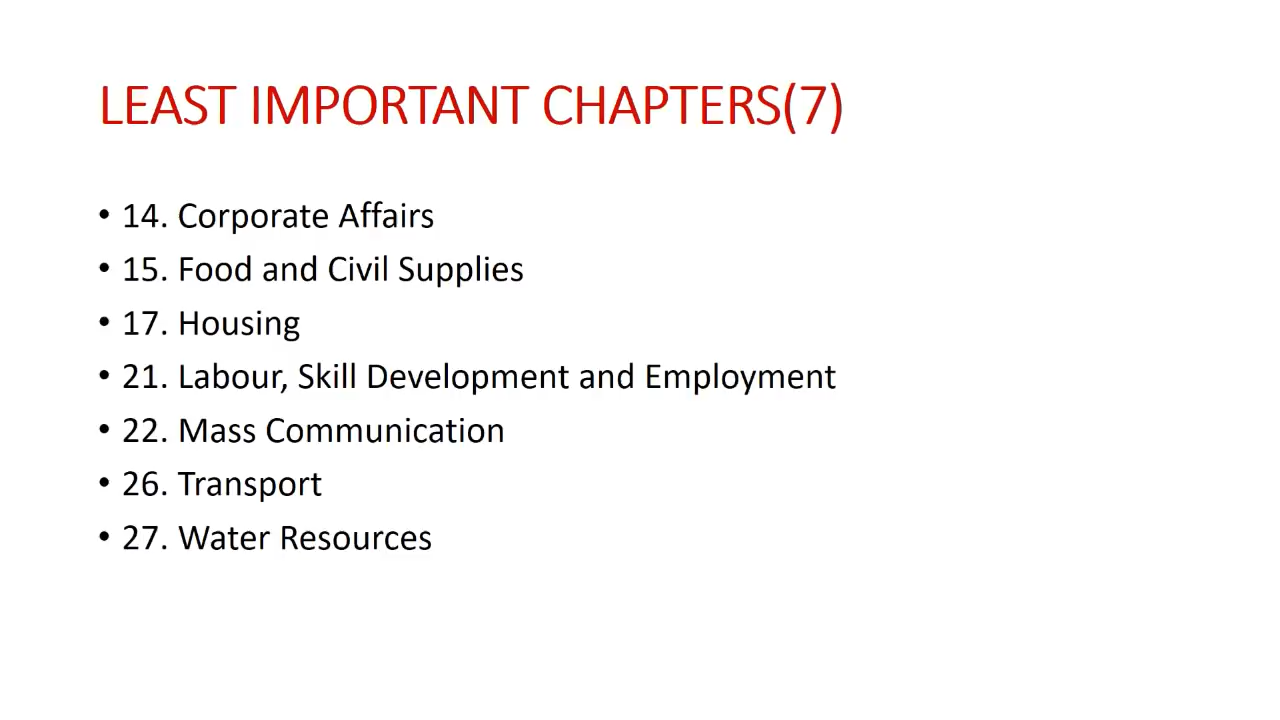 LEAST IMPORTANT CHAPTERS(7)
• 14. Corporate Affairs
• 15. Food and Civil Supplies
• 17. Housing
• 21. Labour, Skill Development and Employment
• 22. Mass Communication
• 26. Transport
• 27. Water Resources